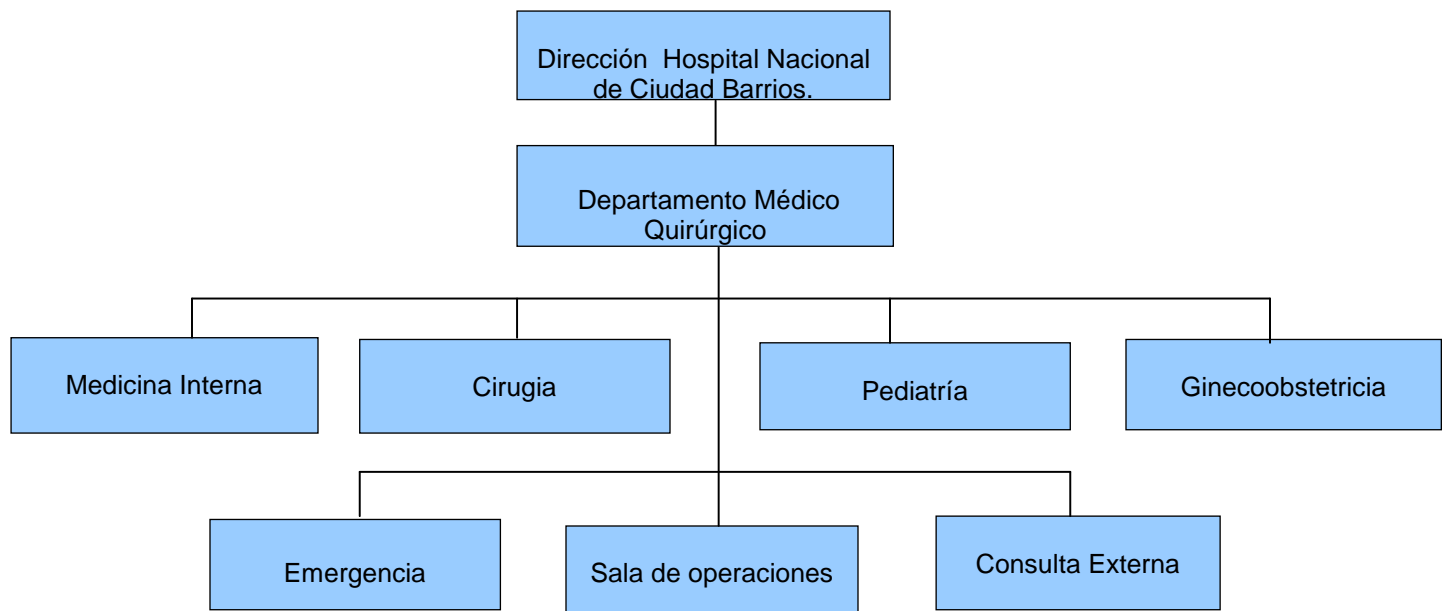 Dirección Hospital Nacional
de Ciudad Barrios.
Departamento Médico
Quirúrgico
Medicina Interna
Cirugia
Pediatría
Ginecoobstetricia
Emergencia
Sala de operaciones
Consulta Externa